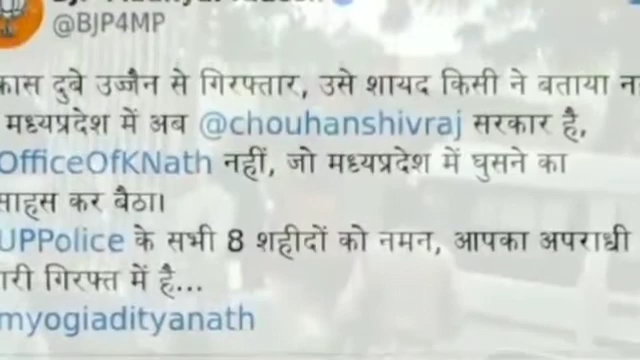 @BJP4MP
दुबे उज्जैन से गिरफ्तार, उसे शायद किसी ने बताया
मध्यप्रदेश में अब @chouhanshivraj सरकार है,
OfficeOfKNath नहीं, जो मध्यप्रदेश में घुसने का
कर बैठा।
UPPolice के सभी 8 शहीदों को नमन, आपका अपराधी
गिरफ्त में है...
myogiadityanath